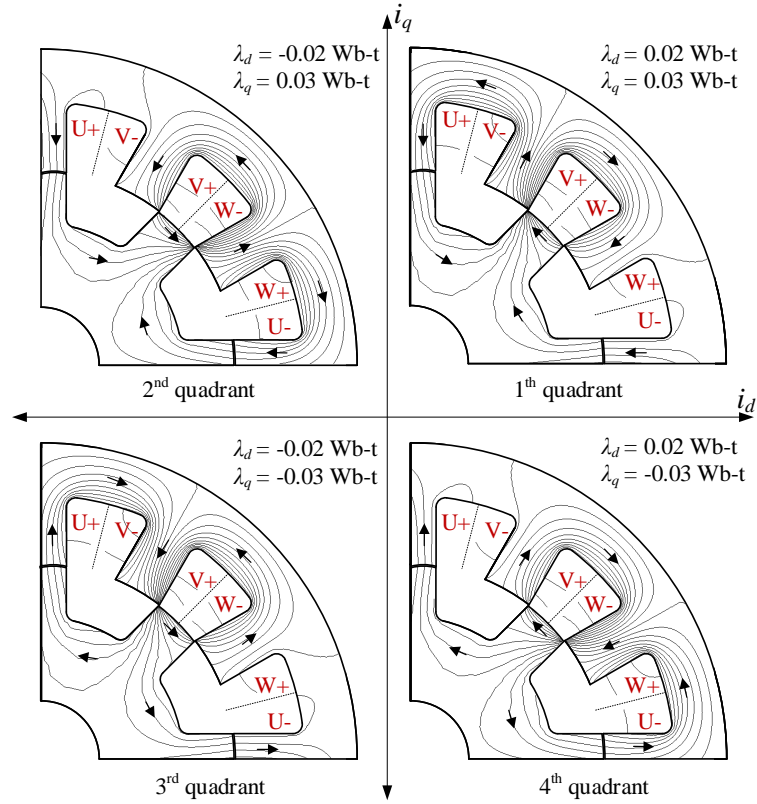 i_q
λ_d = -0.02 Wb-t
λ_q = 0.03 Wb-t
U+
V-
V+
W-
W+
U-
2nd quadrant
λ_d = 0.02 Wb-t
λ_q = 0.03 Wb-t
U+
V-
V+
W-
W+
U-
1th quadrant
i_d
λ_d = -0.02 Wb-t
λ_q = -0.03 Wb-t
U+
V-
V+
W-
W+
U-
3rd quadrant
λ_d = 0.02 Wb-t
λ_q = -0.03 Wb-t
U+
V-
V+
W-
W+
U-
4th quadrant